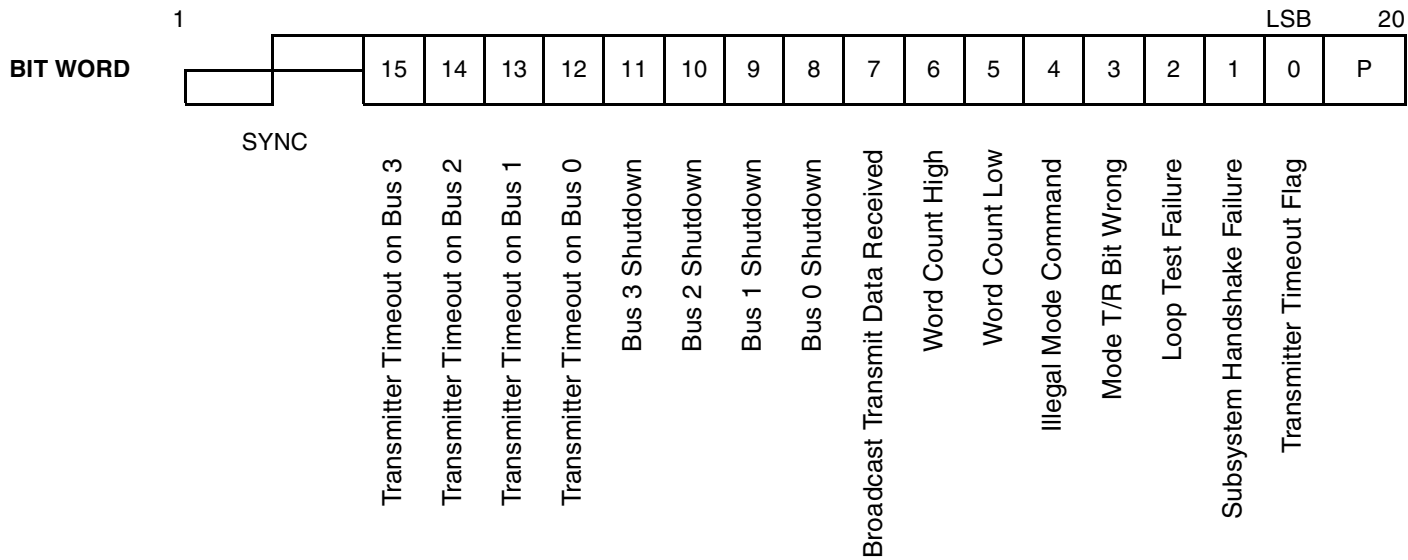 1 LSB 20
BIT WORD 15 14 13 12 11 10 9 8 7 6 5 4 3 2 1 0 P
SYNC
Transmitter Timeout on Bus 3
Transmitter Timeout on Bus 2
Transmitter Timeout on Bus 1
Transmitter Timeout on Bus 0
Bus 3 Shutdown
Bus 2 Shutdown
Bus 1 Shutdown
Bus 0 Shutdown
Broadcast Transmit Data Received
Word Count High
Word Count Low
Illegal Mode Command
Mode T/R Bit Wrong
Loop Test Failure
Subsystem Handshake Failure
Transmitter Timeout Flag